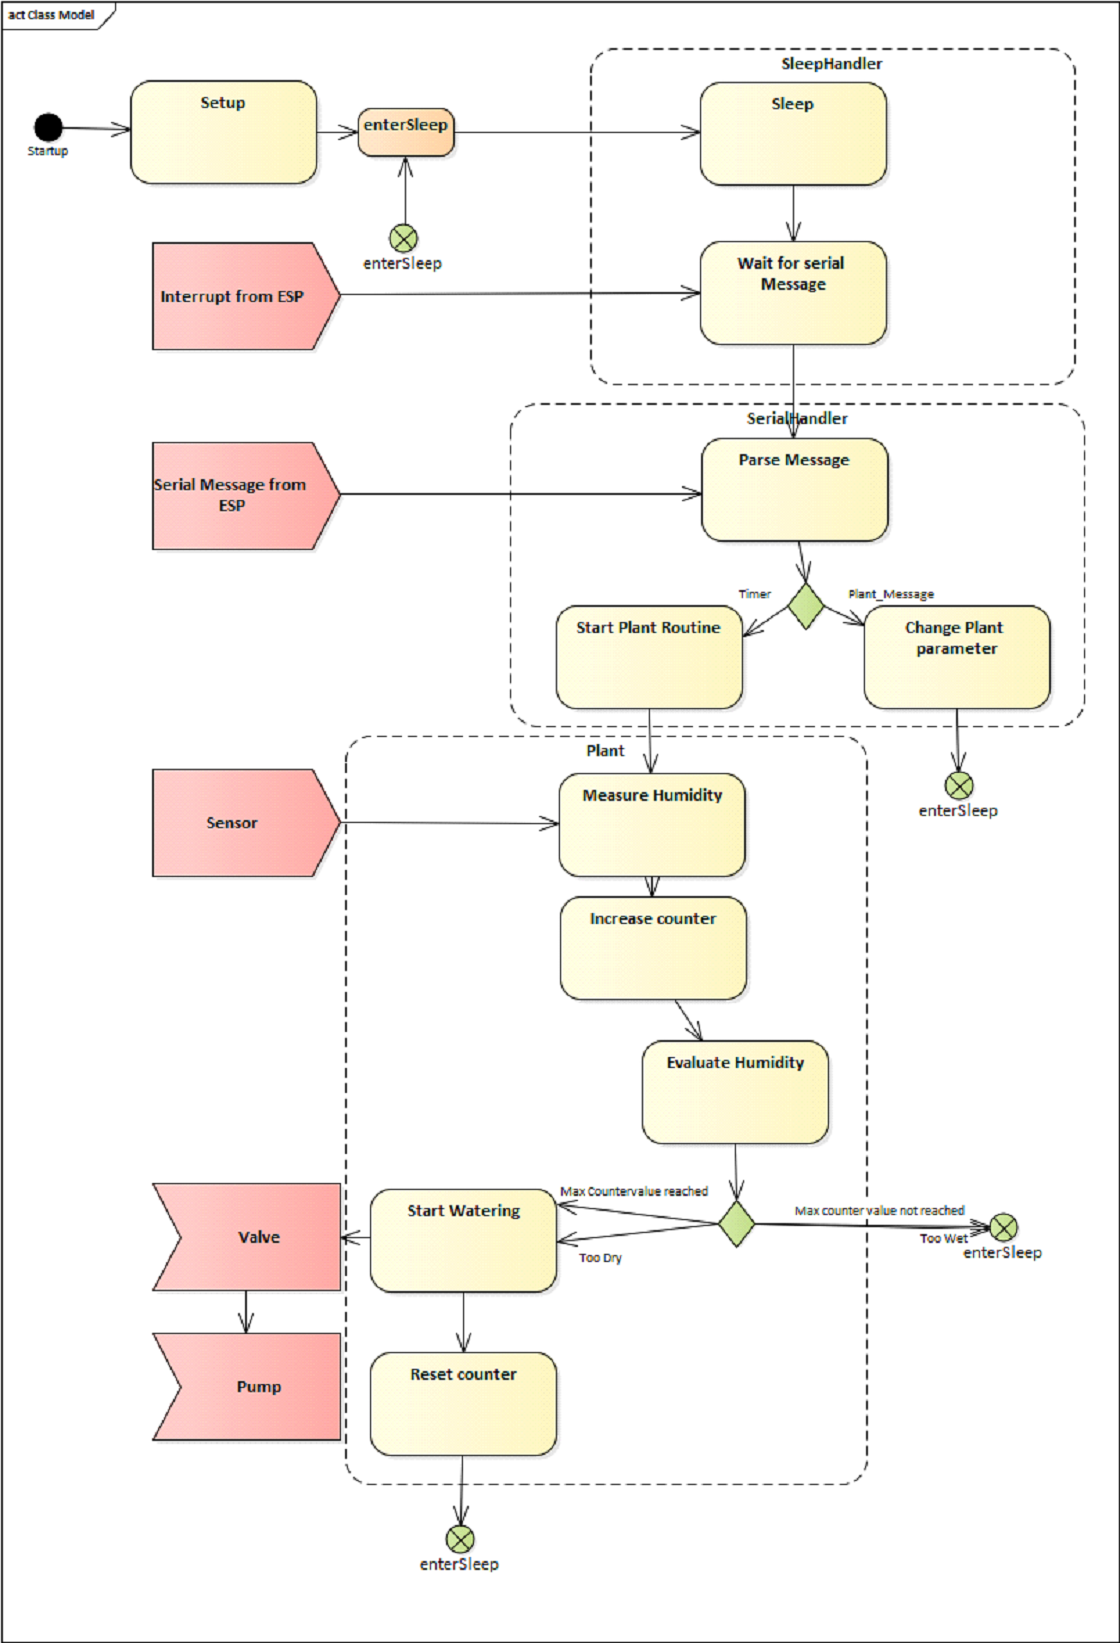 act Class Model
SleepHandler
Setup
Sleep
enterSleep
Startup
enterSleep
Wait for serial
Message
Interrupt from ESP
SerialHandler
Parse Message
Serial Message from
ESP
Timer
Plant_Message
Start Plant Routine
Change Plant
parameter
Plant
Measure Humidity
enterSleep
Sensor
Increase counter
Evaluate Humidity
Max Countervalue reached
Max counter value not reached
Start Watering
Valve
Too Dry
Too Wet
enterSleep
Reset counter
Pump
enterSleep